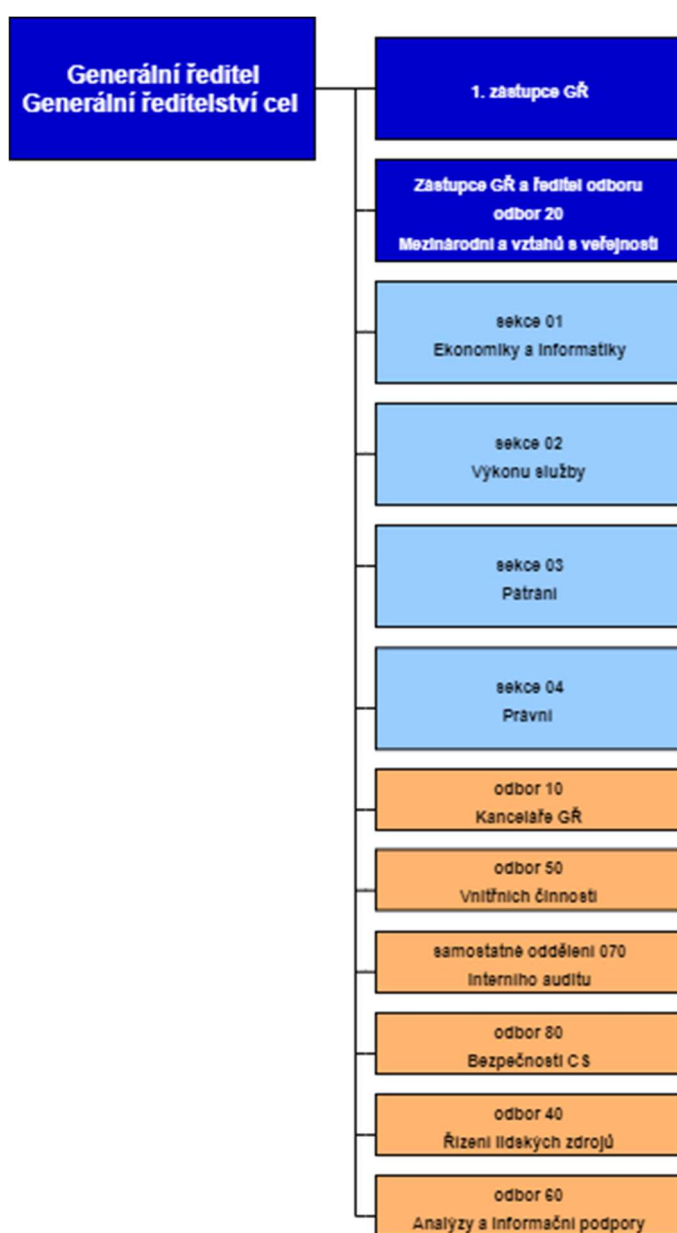 Generální ředitel
Generální ředitelství cel
1. zástupce GŘ
Zástupce GŘ a ředitel odboru
odbor 20
Mezinárodní a vztahů s veřejností
sekce 01
Ekonomiky a informatiky
sekce 02
Výkonu služby
sekce 03
Pátrání
sekce 04
Právní
odbor 10
Kanceláře GŘ
odbor 50
Vnitřních činností
samostatné oddělení 070
Interního auditu
odbor 80
Bezpečnosti CS
odbor 40
Řízení lidských zdrojů
odbor 60
Analýzy a informační podpory